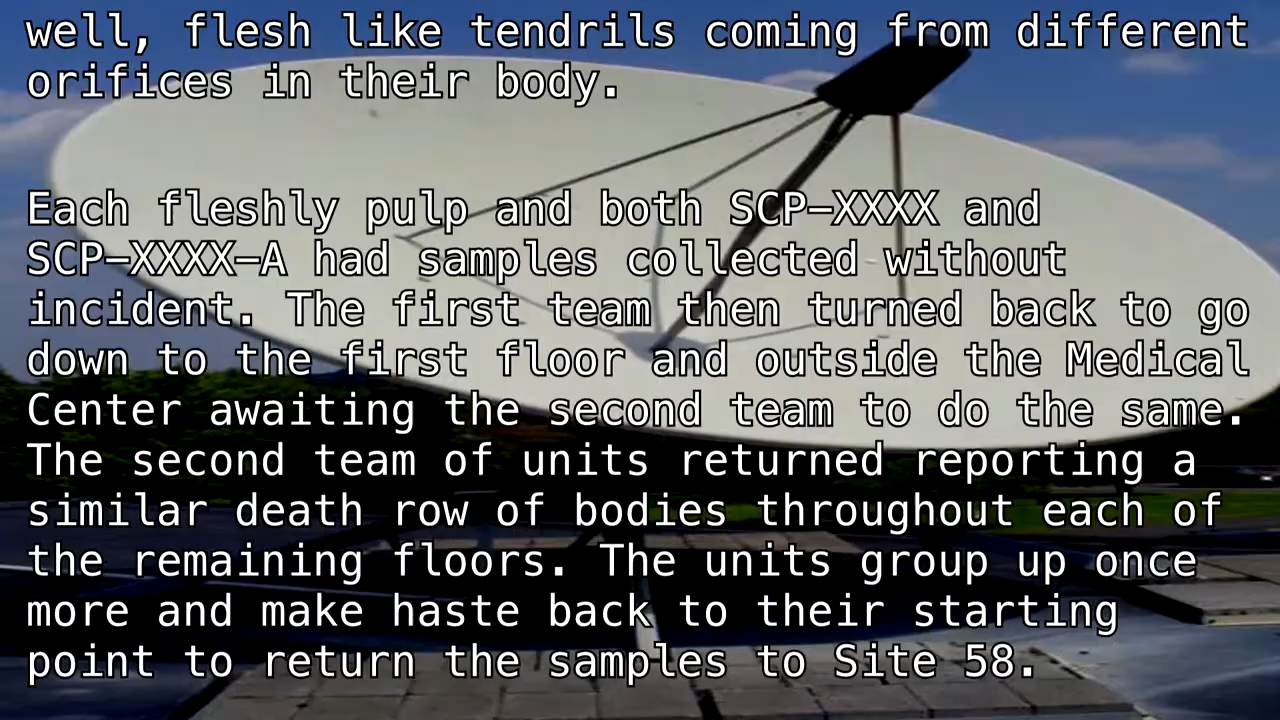 well, flesh like tendrils coming from different
orifices in their body.
Each fleshly pulp and both SCP-XXXX and
SCP-XXXX-A had samples collected without
incident. The first team then turned back to go
down to the first floor and outside the Medical
Center awaiting the second team to do the same.
The second team of units returned reporting a
similar death row of bodies throughout each of
the remaining floors. The units group up once
more and make haste back to their starting
point to return the samples to Site 58.